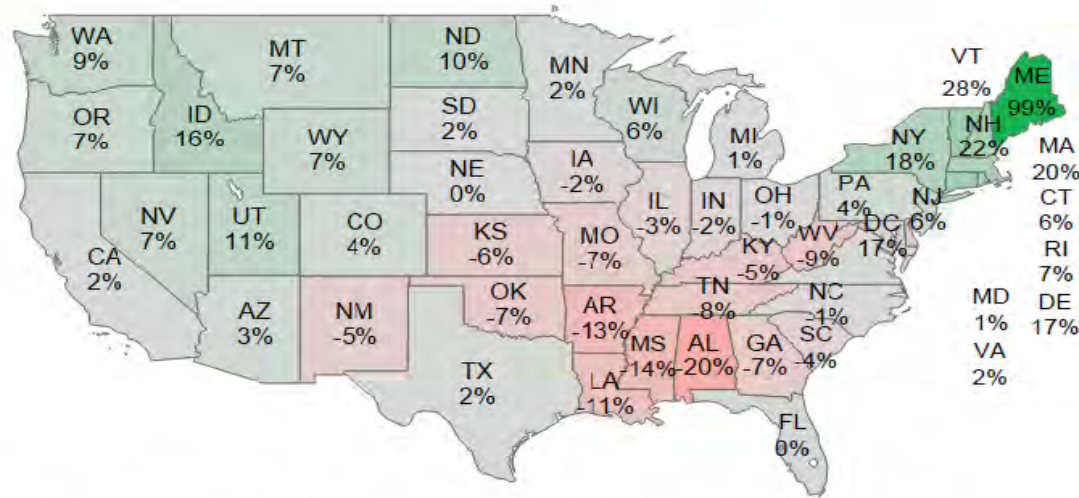 WA
9%
MT
7%
ND
10%
MN
2%
VT
28%
ME
99%
OR
7%
ID
16%
WY
7%
SD
2%
WI
6%
MI
1%
NY
18%
NH
22%
MA
20%
NE
0%
IA
-2%
CT
6%
NV
7%
UT
11%
CO
4%
KS
-6%
MO
-7%
IL
-3%
IN
-2%
OH
-1%
PA
4%
NJ
6%
DC
17%
RI
7%
CA
2%
KY
-5%
WV
-9%
AZ
3%
NM
-5%
OK
-7%
AR
-13%
TN
-8%
NC
-1%
MD
1%
DE
17%
TX
2%
LA
-11%
MS
-14%
AL
-20%
GA
-7%
SC
-4%
VA
2%
FL
0%